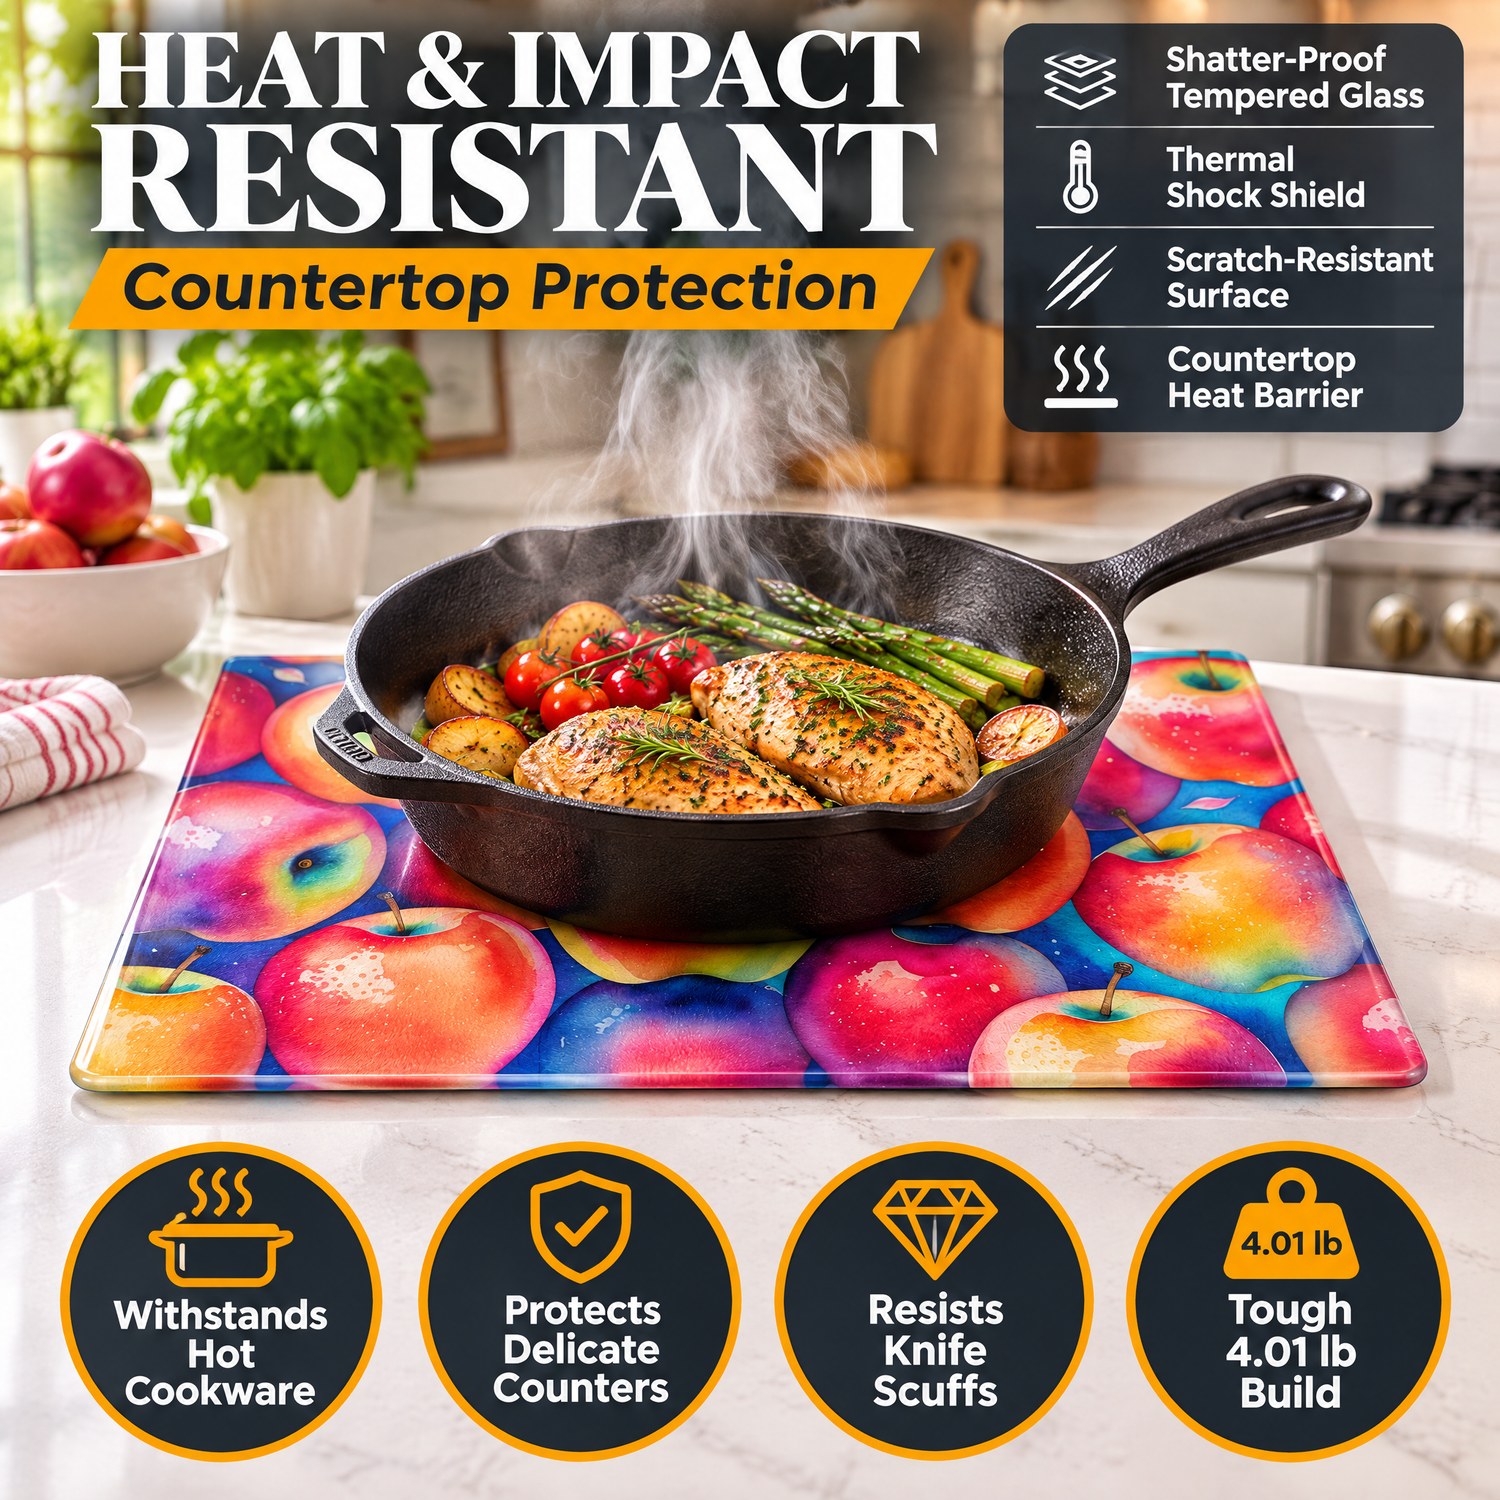 HEAT & IMPACT
RESISTANT
Countertop Protection
Shatter-Proof
Tempered Glass
Thermal
Shock Shield
Scratch-Resistant
Surface
Countertop
Heat Barrier
Withstands
Hot
Cookware
Protects
Delicate
Counters
Resists
Knife
Scuffs
4.01 lb
Tough
4.01 lb
Build